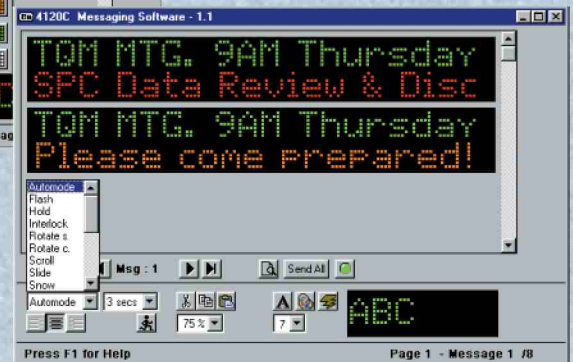 4120C Messaging Software - 1.1
TQM MTG. 9AM Thursday
SPC Data Review & Disc
TQM MTG. 9AM Thursday
Please come prepared!
Automode
Flash
Hold
Interlock
Rotate s.
Rotate c.
Scroll
Slide
Snow
Msg : 1
Send All
Automode
3 secs
A
ABC
75 %
7
Press F1 for Help
Page 1 - Message 1 /8